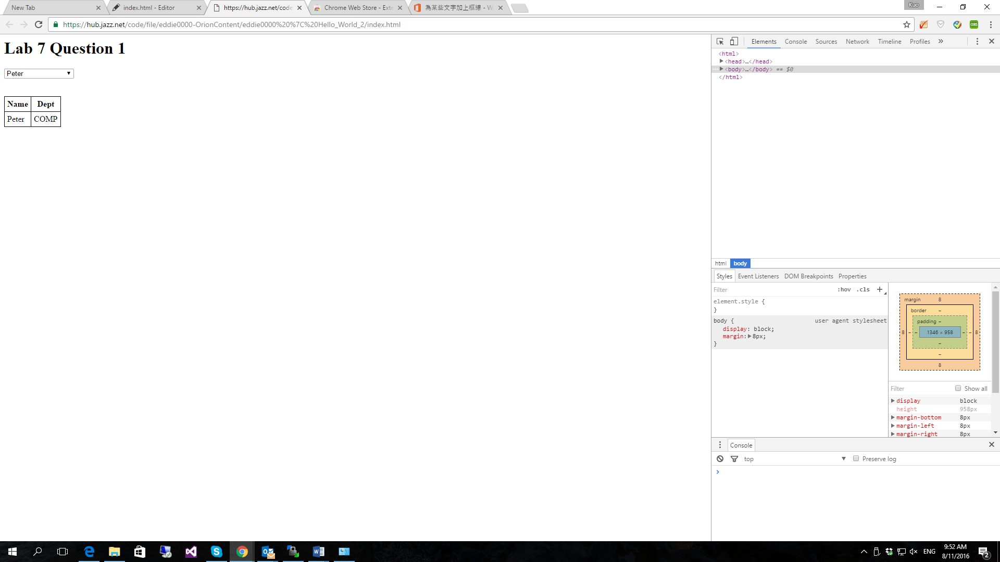 New Tab
index.html - Editor
https://hub.jazz.net/code
Chrome Web Store - Exte
為某些文字加上框線 - W
Kuo
https://hub.jazz.net/code/file/eddie0000-OrionContent/eddie0000%20%7C%20Hello_World_2/index.html
CORS
Lab 7 Question 1
Peter
Name Dept
Peter COMP
Elements Console Sources Network Timeline Profiles »
<html>
<head>…</head>
<body>…</body> == $0
</html>
html body
Styles Event Listeners DOM Breakpoints Properties
Filter :hov .cls +
element.style {
}
body { user agent stylesheet
display: block;
margin: 8px;
}
margin 8
border –
padding –
8 – – 1346 × 958 – – 8
–
–
8
Filter Show all
display block
height 958px
margin-bottom 8px
margin-left 8px
margin-right 8px
Console
top Preserve log
ENG
9:52 AM
8/11/2016
2